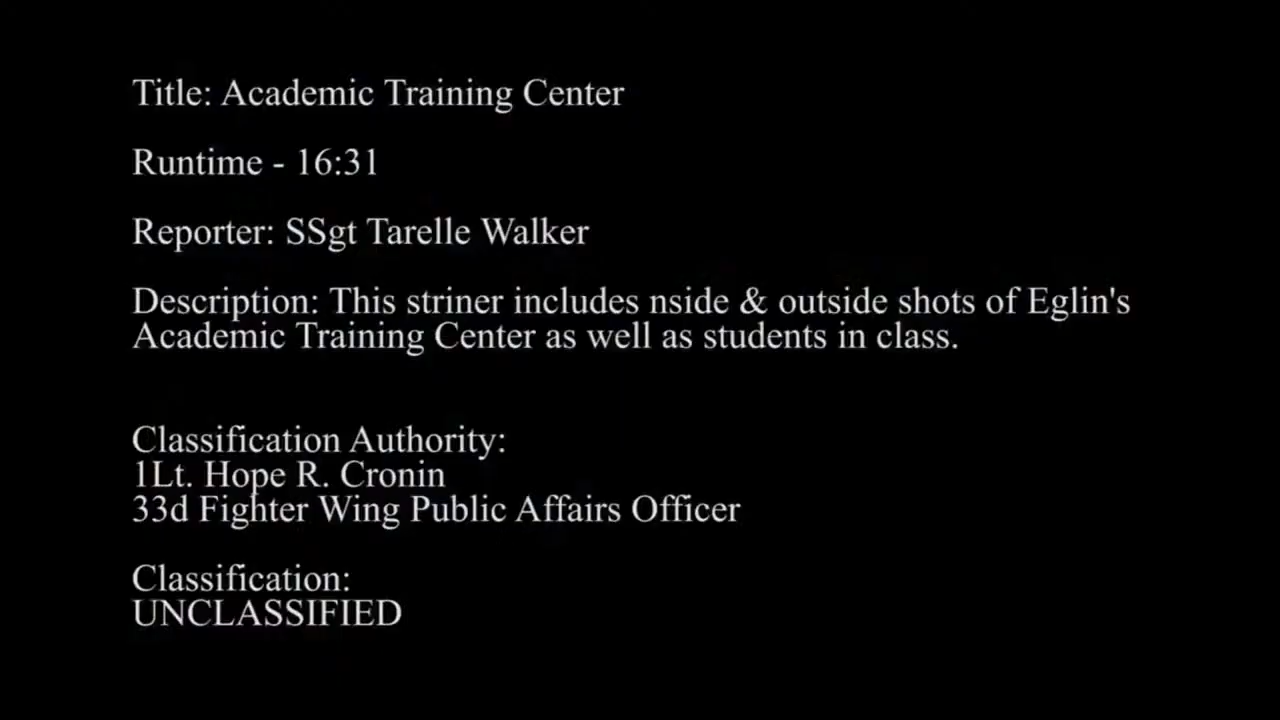 Title: Academic Training Center
Runtime - 16:31
Reporter: SSgt Tarelle Walker
Description: This striner includes nside & outside shots of Eglin's
Academic Training Center as well as students in class.
Classification Authority:
1Lt. Hope R. Cronin
33d Fighter Wing Public Affairs Officer
Classification:
UNCLASSIFIED